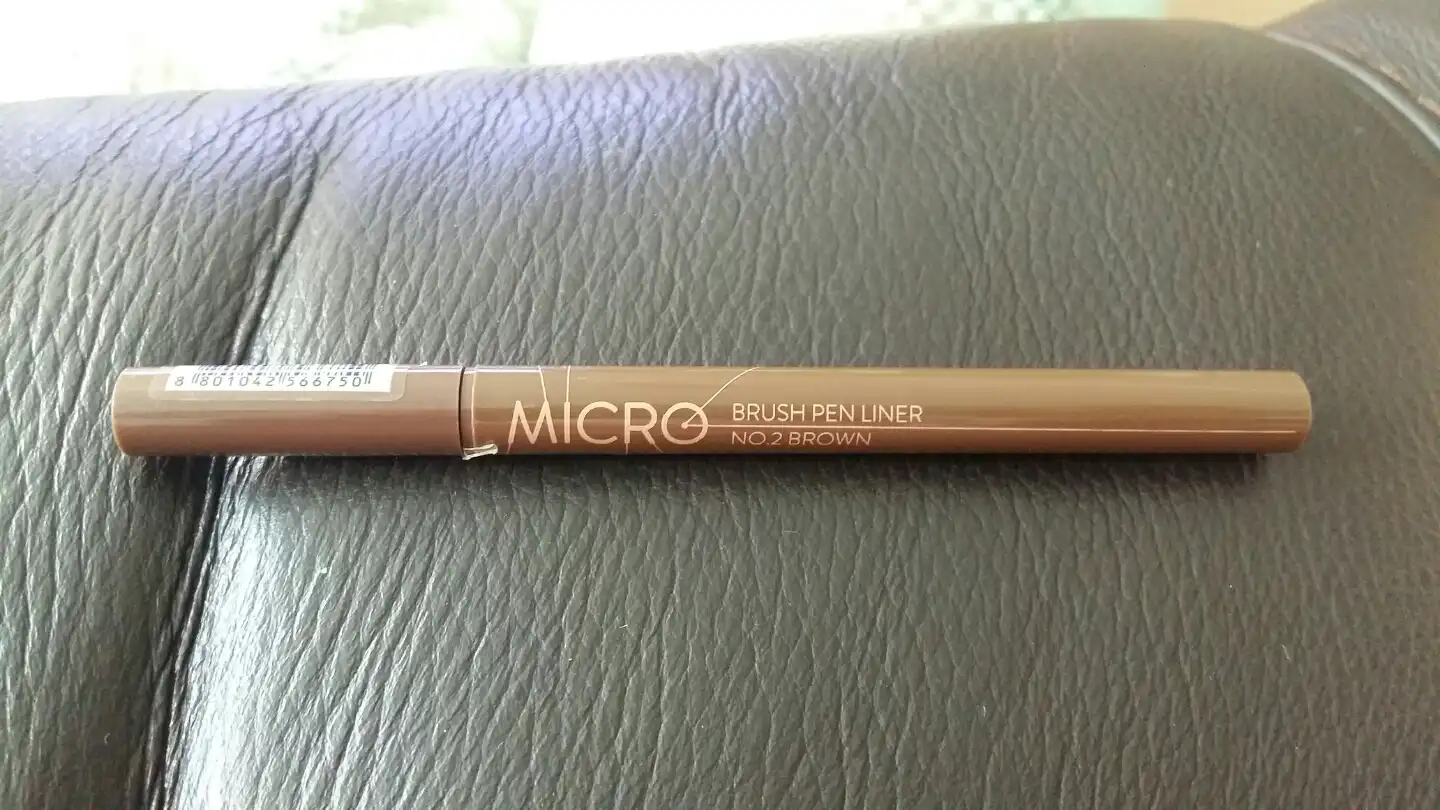 8 801042 566750
MICRO
BRUSH PEN LINER
NO.2 BROWN